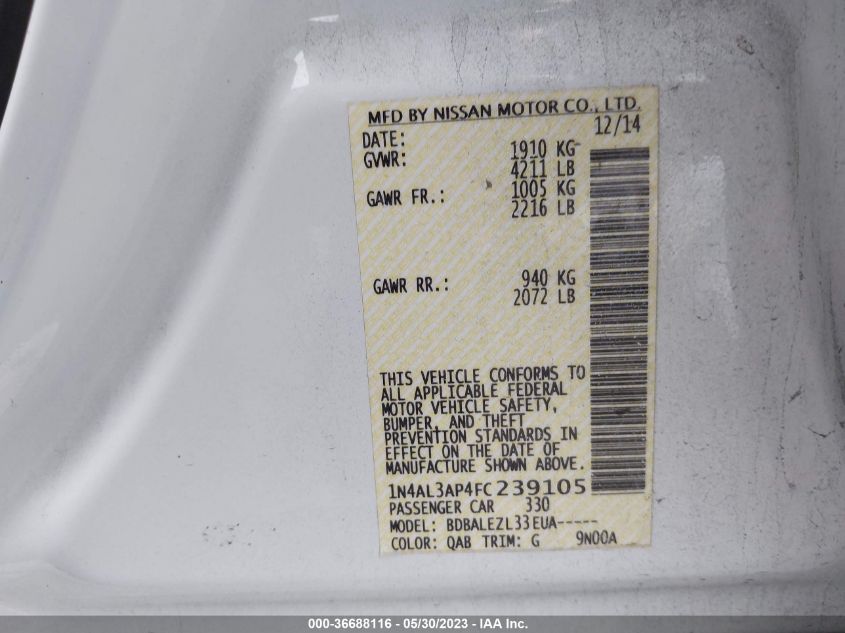 MFD BY NISSAN MOTOR CO., LTD.
DATE: 12/14
GVWR: 1910 KG
4211 LB
GAWR FR.: 1005 KG
2216 LB
GAWR RR.: 940 KG
2072 LB
THIS VEHICLE CONFORMS TO
ALL APPLICABLE FEDERAL
MOTOR VEHICLE SAFETY,
BUMPER, AND THEFT
PREVENTION STANDARDS IN
EFFECT ON THE DATE OF
MANUFACTURE SHOWN ABOVE.
1N4AL3AP4FC239105
PASSENGER CAR 330
MODEL: BDBALEZL33EUA-----
COLOR: QAB TRIM: G 9N00A
000-36688116 - 05/30/2023 - IAA Inc.